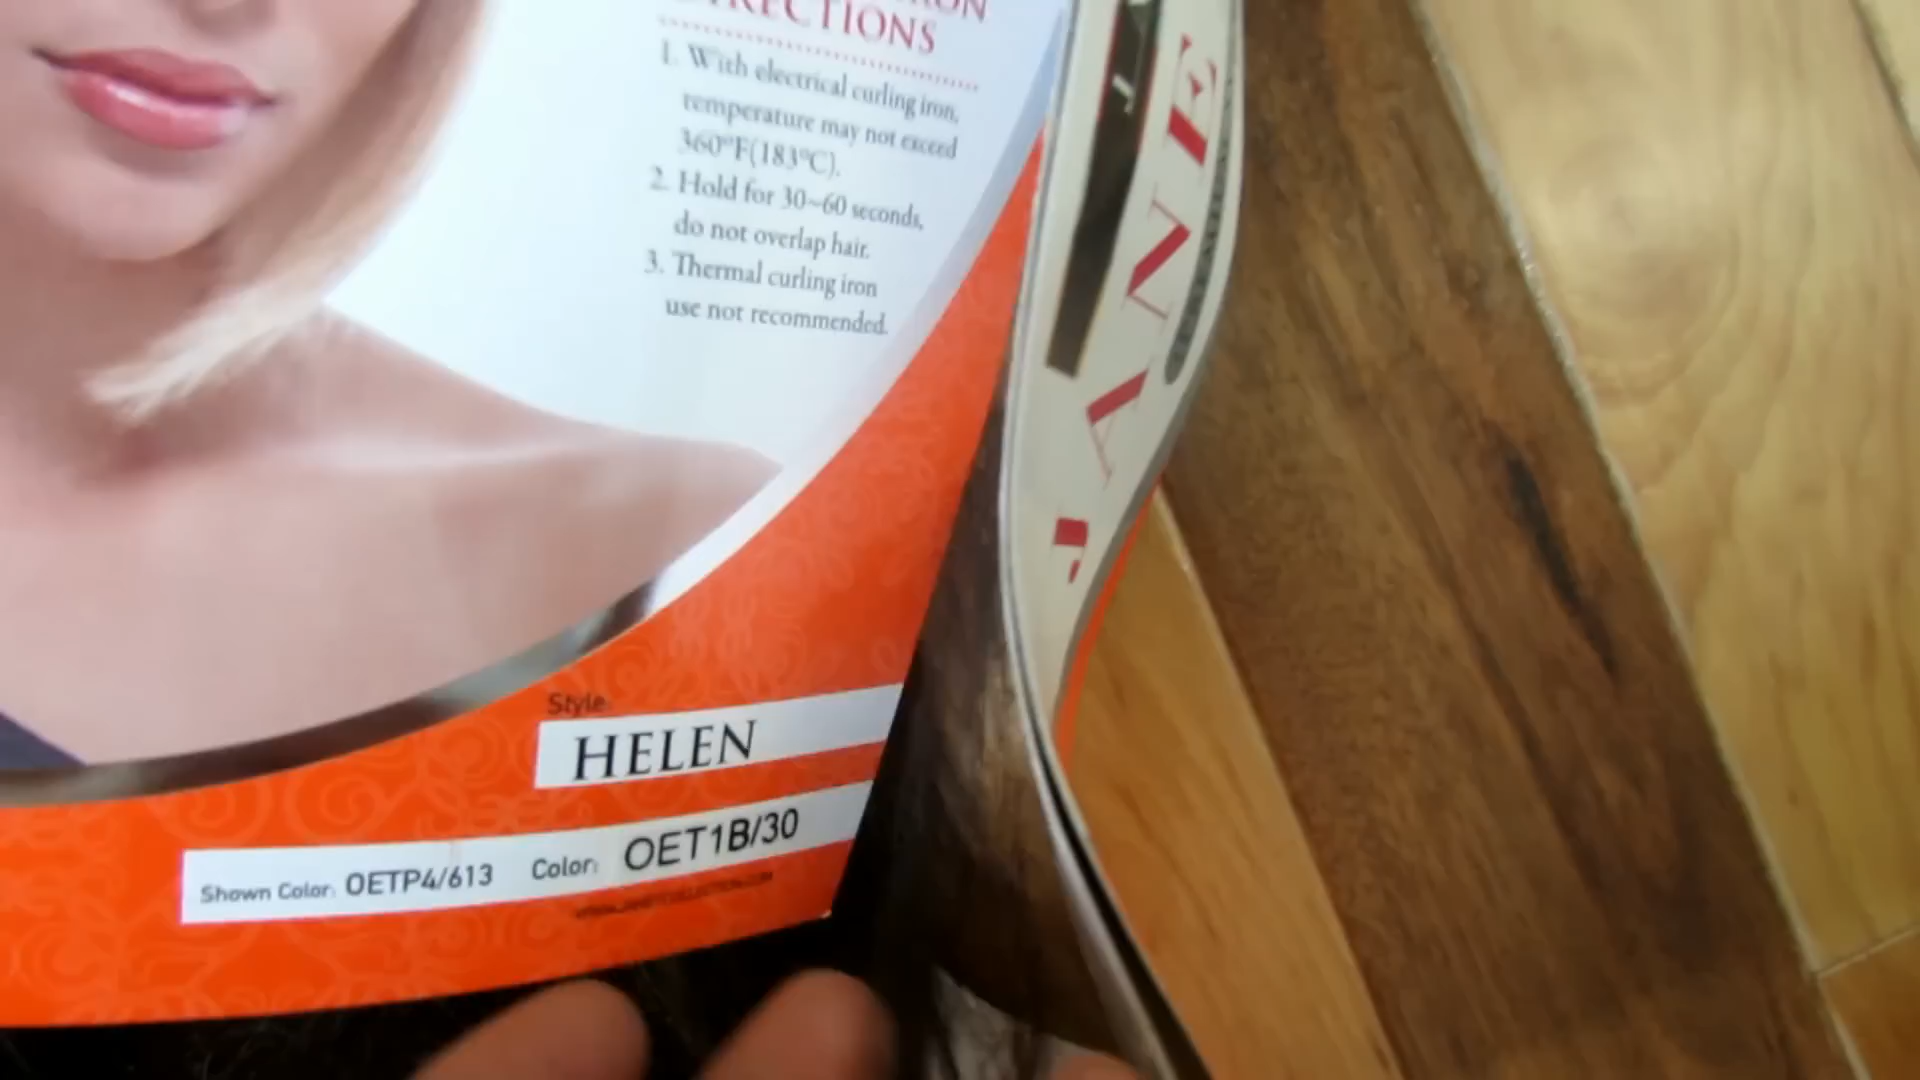 RECTIONS
1. With electrical curling iron,
temperature may not exceed
360°F(183°C).
2. Hold for 30~60 seconds,
do not overlap hair.
3. Thermal curling iron
use not recommended.
JANE
Style:
HELEN
Shown Color: OETP4/613 Color: OET1B/30